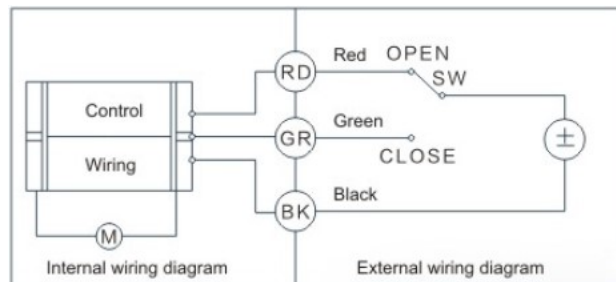 RD
Red
OPEN
SW
Control
GR
Green
CLOSE
±
Wiring
BK
Black
M
Internal wiring diagram
External wiring diagram